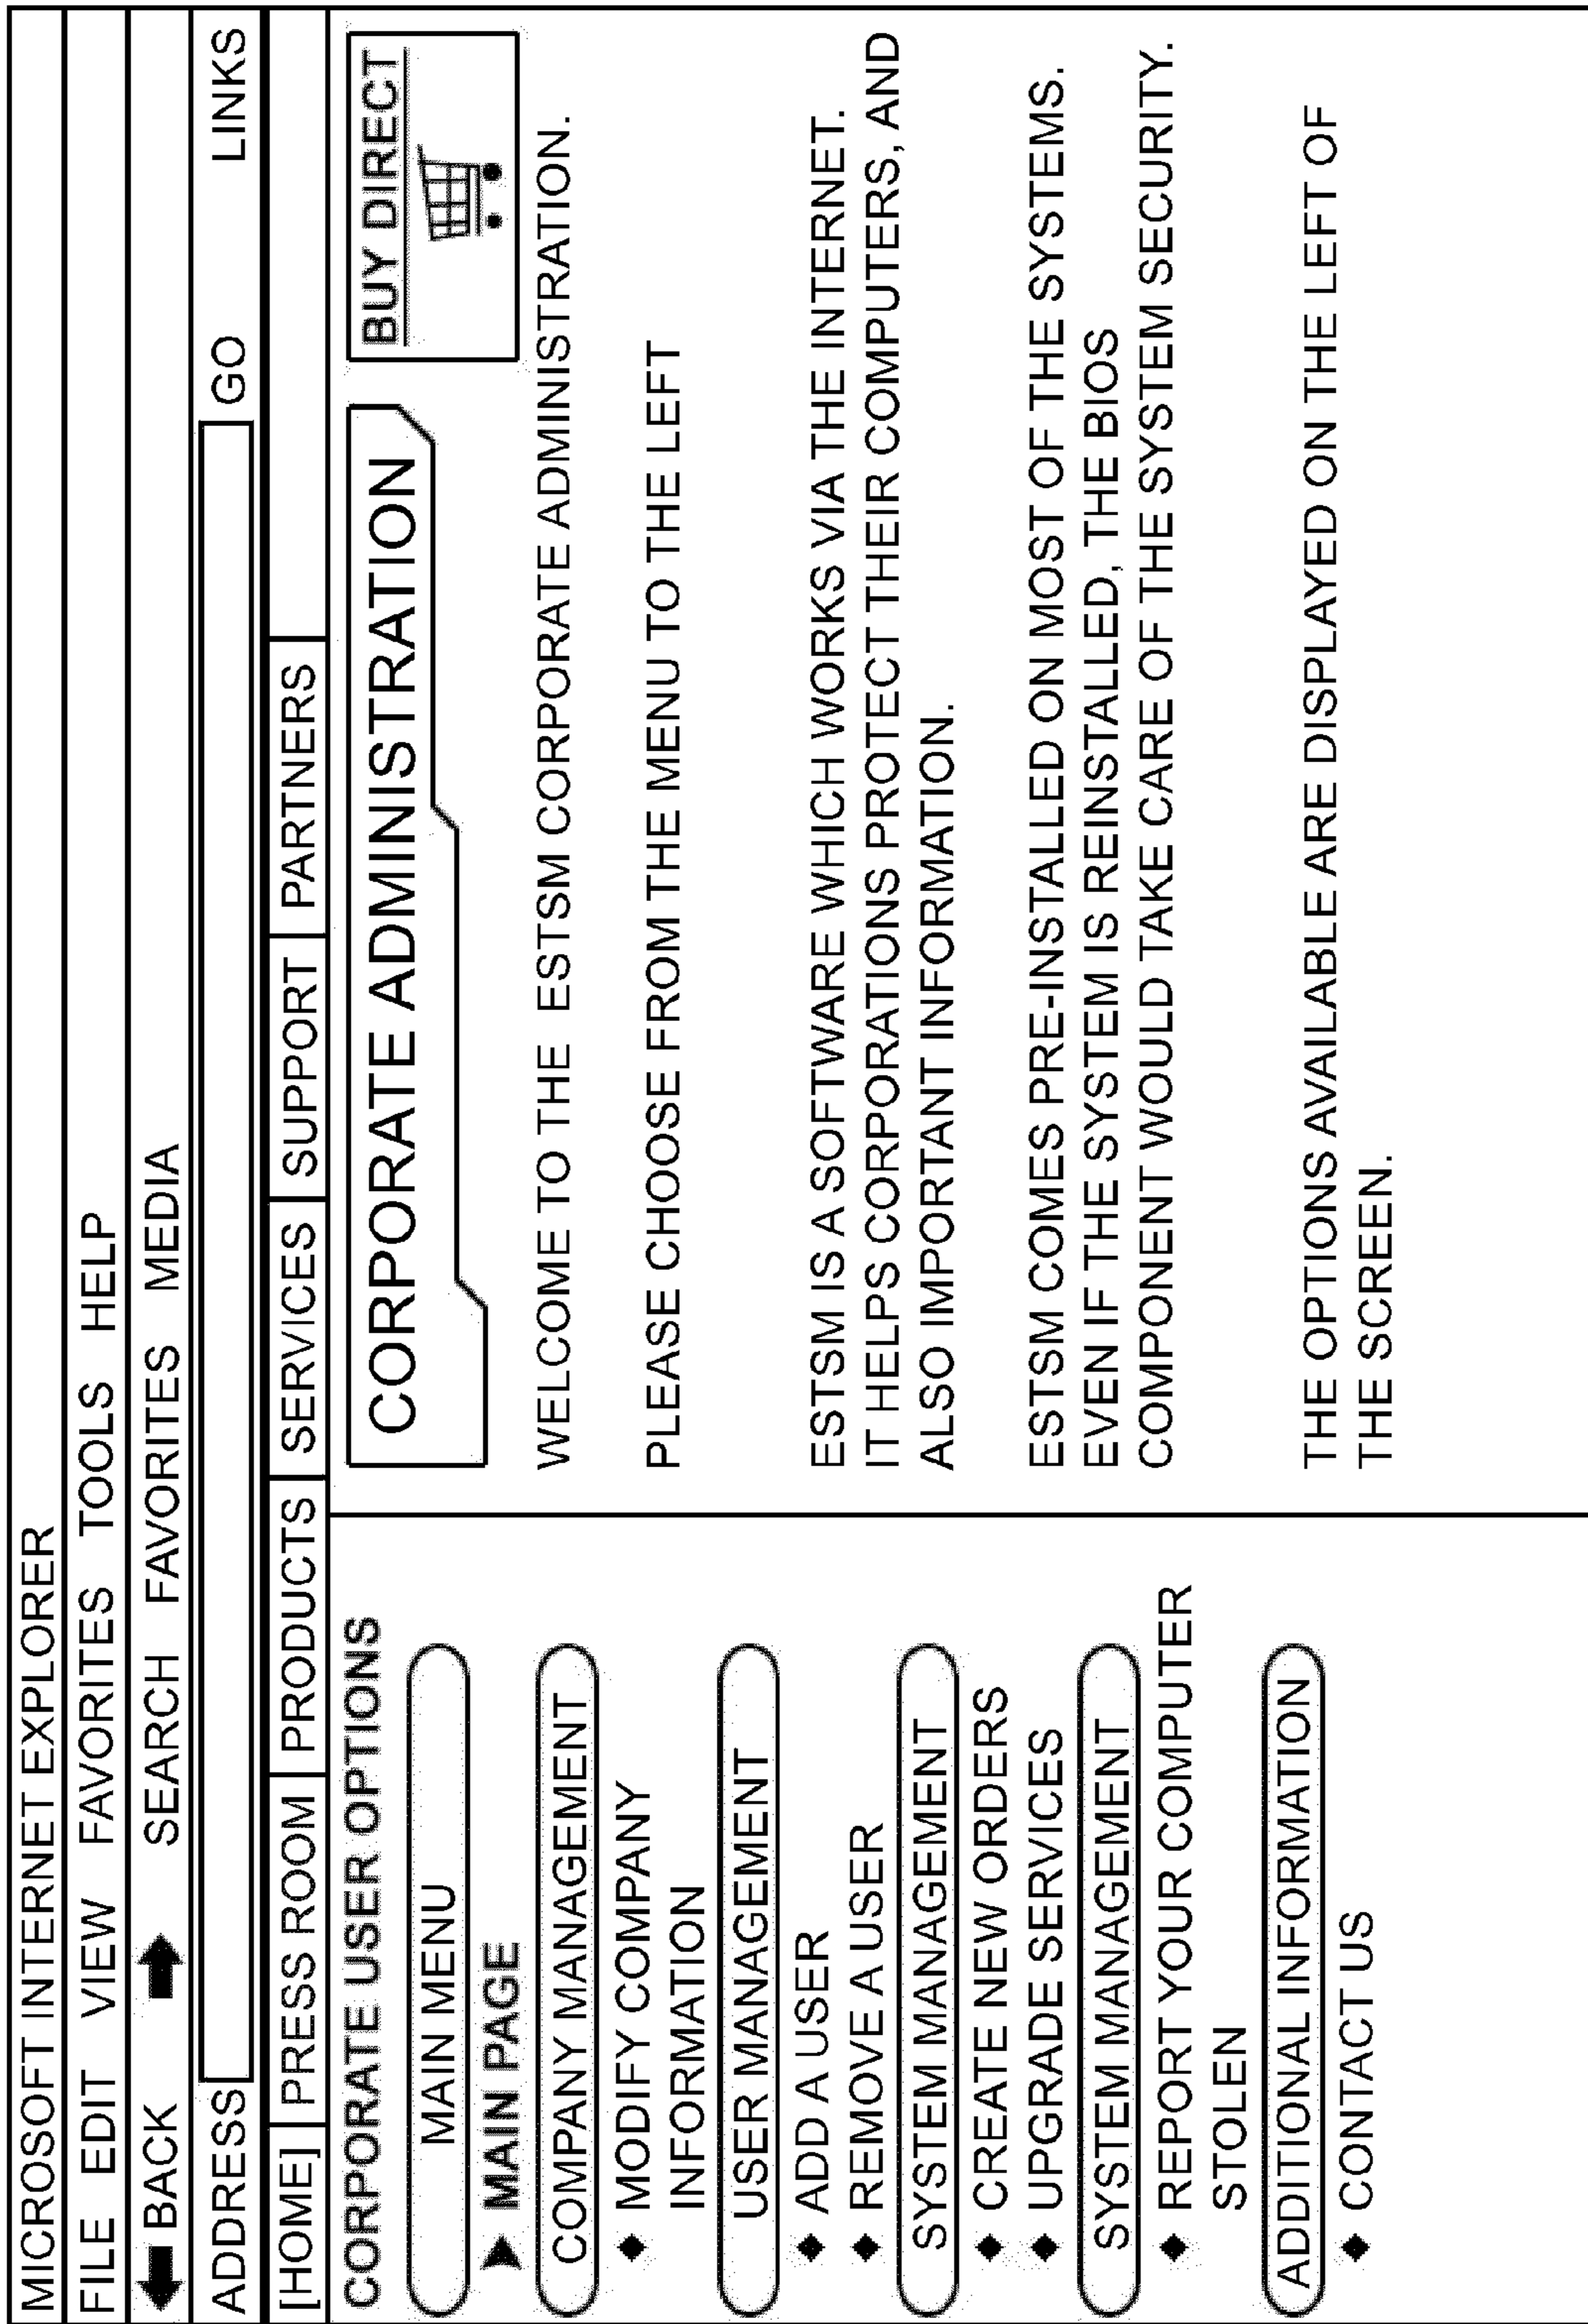 MICROSOFT INTERNET EXPLORER
FILE EDIT VIEW FAVORITES TOOLS HELP
BACK SEARCH FAVORITES MEDIA
ADDRESS GO LINKS
[HOME] PRESS ROOM PRODUCTS SERVICES SUPPORT PARTNERS
CORPORATE USER OPTIONS
MAIN MENU
MAIN PAGE
COMPANY MANAGEMENT
MODIFY COMPANY
INFORMATION
USER MANAGEMENT
ADD A USER
REMOVE A USER
SYSTEM MANAGEMENT
CREATE NEW ORDERS
UPGRADE SERVICES
SYSTEM MANAGEMENT
REPORT YOUR COMPUTER
STOLEN
ADDITIONAL INFORMATION
CONTACT US
CORPORATE ADMINISTRATION
BUY DIRECT
WELCOME TO THE ESTSM CORPORATE ADMINISTRATION.
PLEASE CHOOSE FROM THE MENU TO THE LEFT
ESTSM IS A SOFTWARE WHICH WORKS VIA THE INTERNET.
IT HELPS CORPORATIONS PROTECT THEIR COMPUTERS, AND
ALSO IMPORTANT INFORMATION.
ESTSM COMES PRE-INSTALLED ON MOST OF THE SYSTEMS.
EVEN IF THE SYSTEM IS REINSTALLED, THE BIOS
COMPONENT WOULD TAKE CARE OF THE SYSTEM SECURITY.
THE OPTIONS AVAILABLE ARE DISPLAYED ON THE LEFT OF
THE SCREEN.